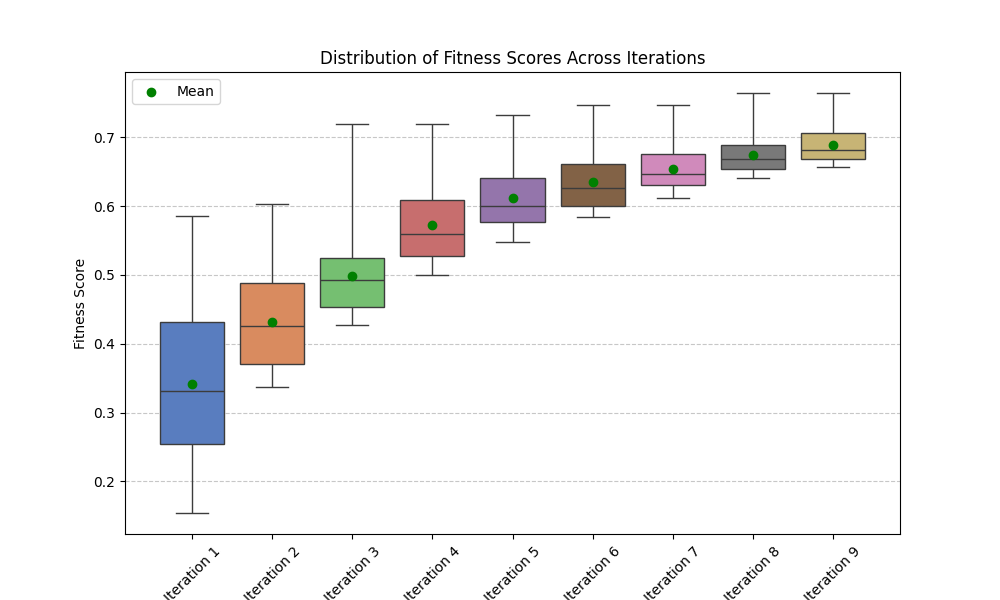 Distribution of Fitness Scores Across Iterations
Mean
Fitness Score
0.7
0.6
0.5
0.4
0.3
0.2
Iteration 1
Iteration 2
Iteration 3
Iteration 4
Iteration 5
Iteration 6
Iteration 7
Iteration 8
Iteration 9